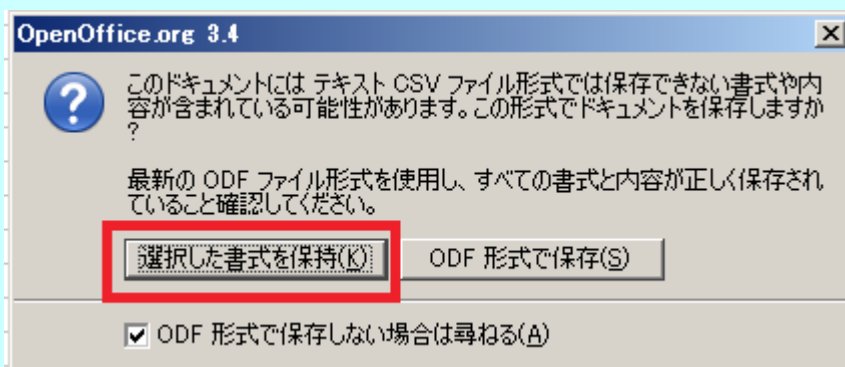 OpenOffice.org 3.4
このドキュメントには テキスト CSV ファイル形式では保存できない書式や内
容が含まれている可能性があります。この形式でドキュメントを保存しますか
?
最新の ODF ファイル形式を使用し、すべての書式と内容が正しく保存され
ていること確認してください。
選択した書式を保持(K) ODF 形式で保存(S)
ODF 形式で保存しない場合は尋ねる(A)